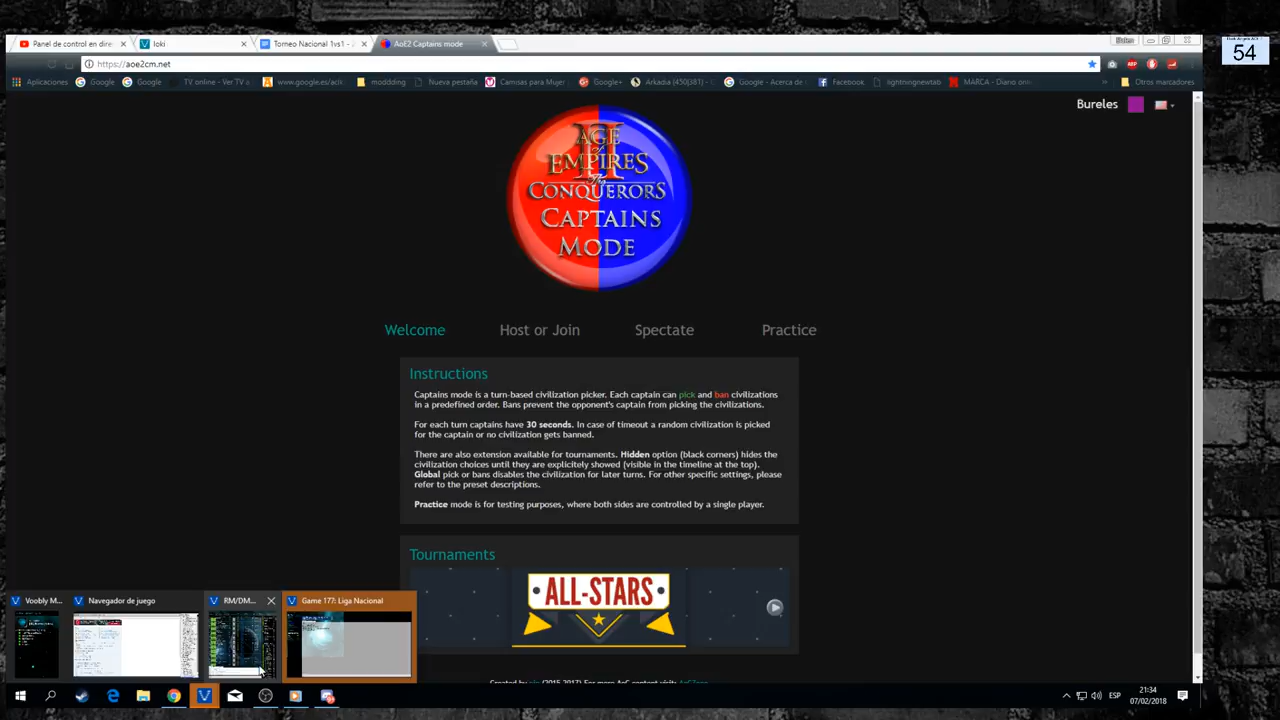 Panel de control en dire
loki
Torneo Nacional 1vs1 - 
AoE2 Captains mode
54
https://aoe2cm.net
Aplicaciones
Google
Google
TV online - Ver TV
www.google.es/acti
moddding
Nueva pestaña
Camisas para Mujer
Google+
Arkadia (450|381)
Google - Acerca de
Facebook
rightningnewtab
MARCA - Diario onn
»
Otros marcadores
Bureles
AGE
of
EMPIRES
The
CONQUERORS
CAPTAINS
MODE
Welcome
Host or Join
Spectate
Practice
Instructions
Captains mode is a turn-based civilization picker. Each captain can pick and ban civilizations
in a predefined order. Bans prevent the opponent's captain from picking the civilizations.
For each turn captains have 30 seconds. In case of timeout a random civilization is picked
for the captain or no civilization gets banned.
There are also extension available for tournaments. Hidden option (black corners) hides the
civilization choices until they are explicitly showed (visible in the timeline at the top).
Global pick or bans disables the civilization for later turns. For other specific settings, please
refer to the preset descriptions.
Practice mode is for testing purposes, where both sides are controlled by a single player.
Tournaments
ALL-STARS
Voobly M...
Navegador de juego
RM/DM...
Game 177: Liga Nacional
ESP
21:34
07/02/2018